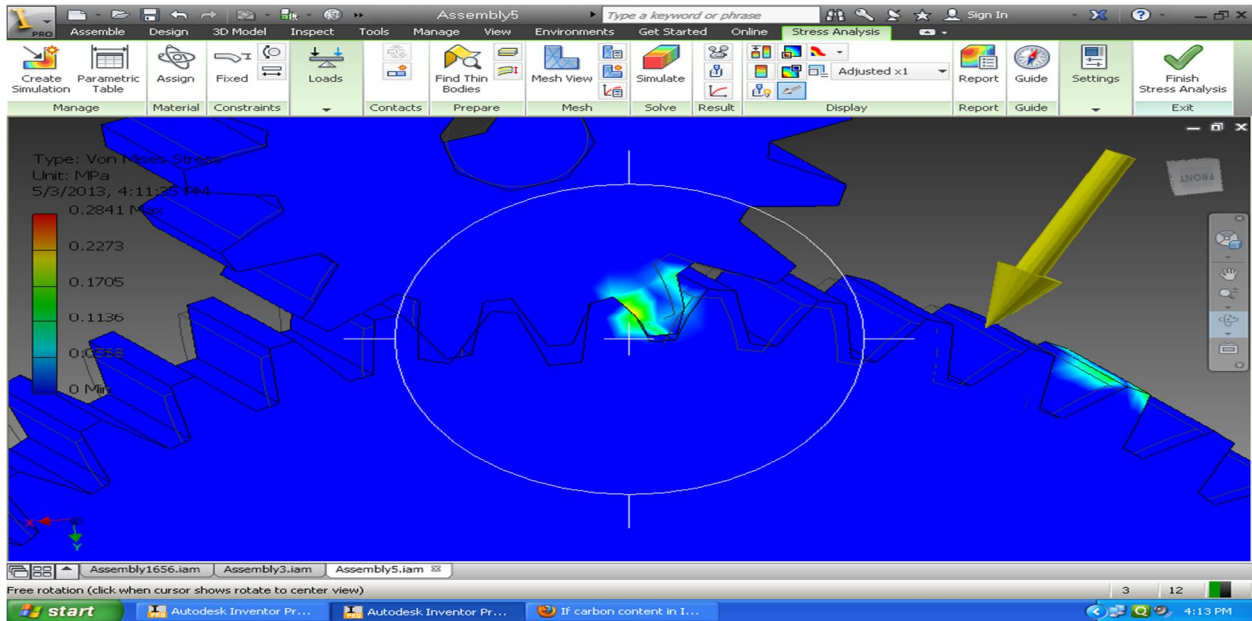 PRO
Assembly5
Type a keyword or phrase
Sign In
Assemble Design 3D Model Inspect Tools Manage View Environments Get Started Online Stress Analysis
Create Simulation
Parametric Table
Assign
Fixed
Loads
Find Thin Bodies
Mesh View
Simulate
Adjusted x1
Report
Guide
Settings
Finish Stress Analysis
Manage Material Constraints Contacts Prepare Mesh Solve Result Display Report Guide Exit
Type: Von Mises Stress
Unit: MPa
5/3/2013, 4:11:35 PM
0.2841 Max
0.2273
0.1705
0.1136
0 Min
FRONT
X
Y
Assembly1656.iam Assembly3.iam Assembly5.iam
Free rotation (click when cursor shows rotate to center view)
3 12
start
Autodesk Inventor Pr...
Autodesk Inventor Pr...
If carbon content in I...
4:13 PM